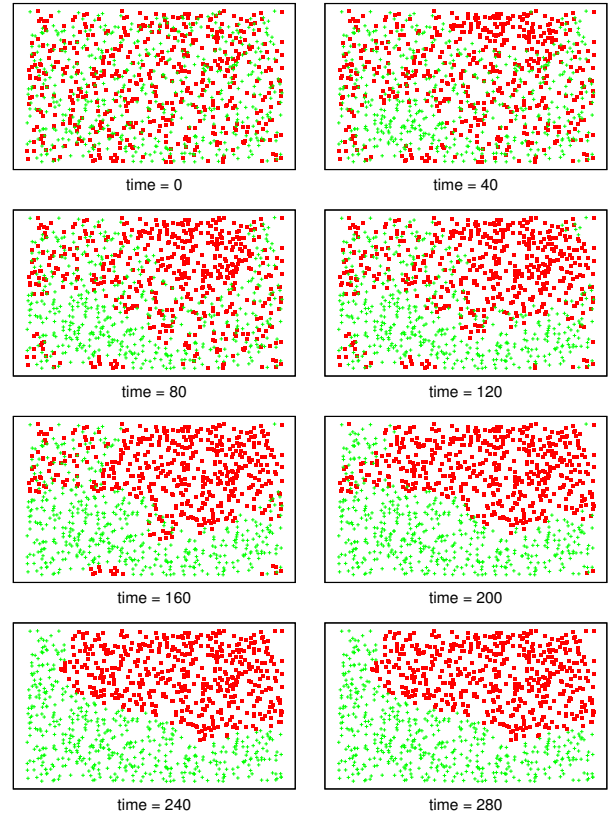 time = 0
time = 40
time = 80
time = 120
time = 160
time = 200
time = 240
time = 280